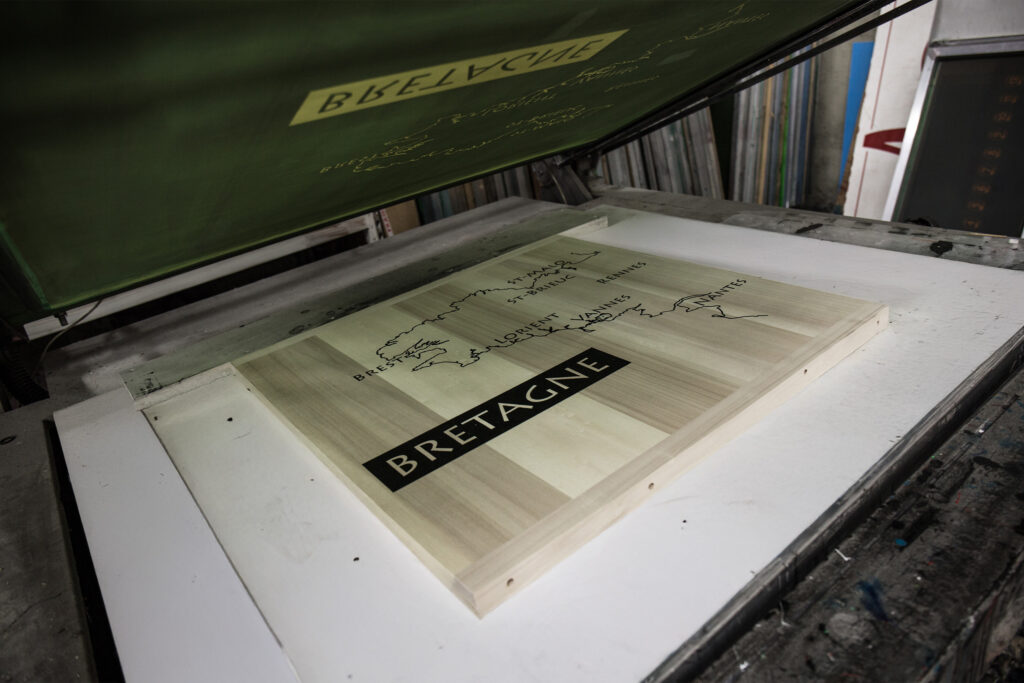 BRETAGNE
ST-MALO
ST-BRIEUC
RENNES
BREST
LORIENT
VANNES
NANTES
BRETAGNE